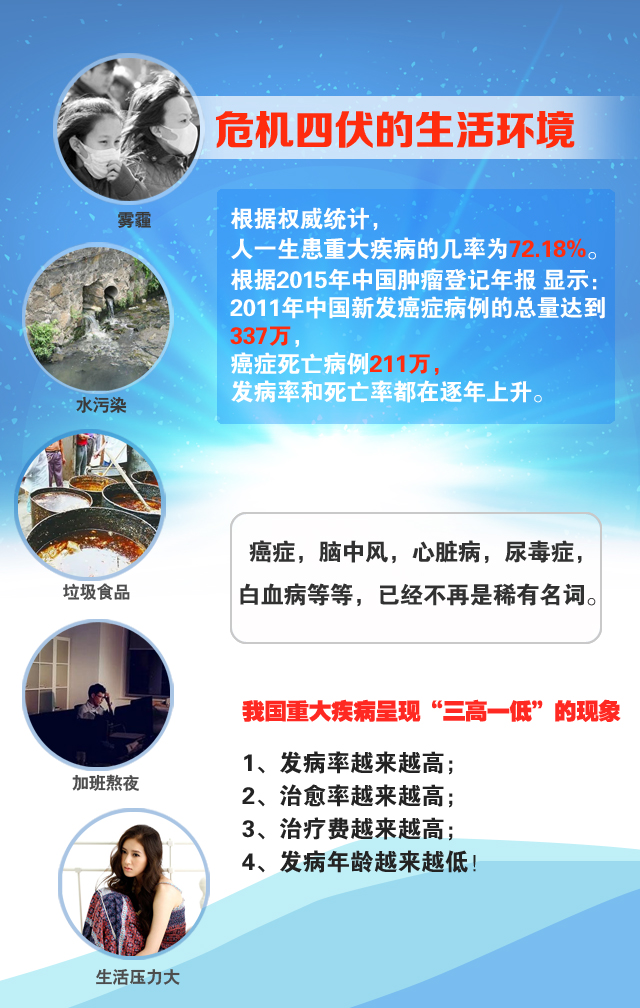 危机四伏的生活环境
雾霾
根据权威统计，
人一生患重大疾病的几率为72.18%。
根据2015年中国肿瘤登记年报 显示：
2011年中国新发癌症病例的总量达到
337万，
癌症死亡病例211万，
发病率和死亡率都在逐年上升。
水污染
垃圾食品
癌症，脑中风，心脏病，尿毒症，
白血病等等，已经不再是稀有名词。
加班熬夜
我国重大疾病呈现“三高一低”的现象
1、发病率越来越高；
2、治愈率越来越高；
3、治疗费越来越高；
4、发病年龄越来越低！
生活压力大